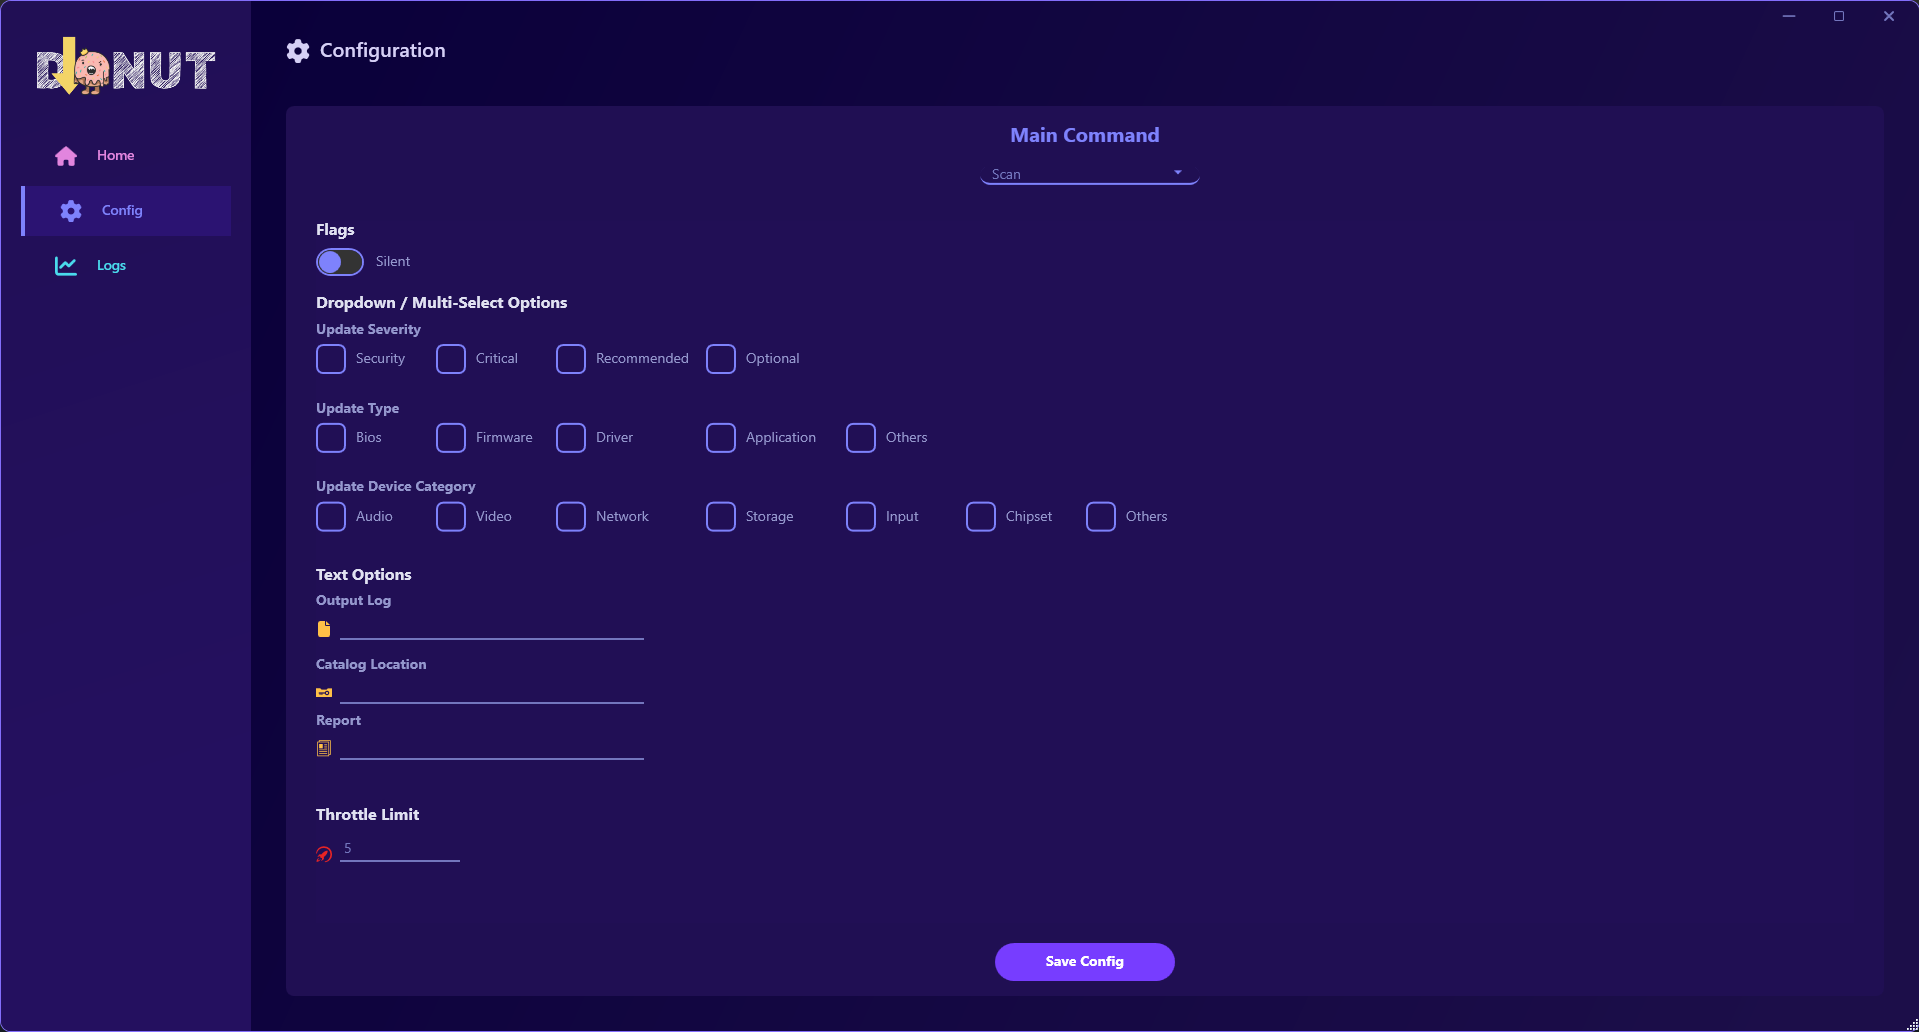 DONUT
Configuration
Home
Config
Logs
Main Command
Scan
Flags
Silent
Dropdown / Multi-Select Options
Update Severity
Security Critical Recommended Optional
Update Type
Bios Firmware Driver Application Others
Update Device Category
Audio Video Network Storage Input Chipset Others
Text Options
Output Log
Catalog Location
Report
Throttle Limit
5
Save Config